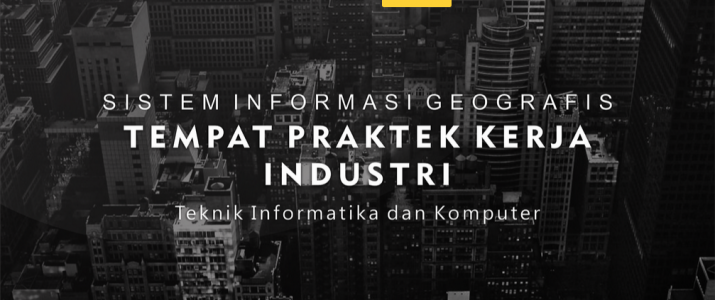 SISTEM INFORMASI GEOGRAFIS
TEMPAT PRAKTEK KERJA
INDUSTRI
Teknik Informatika dan Komputer